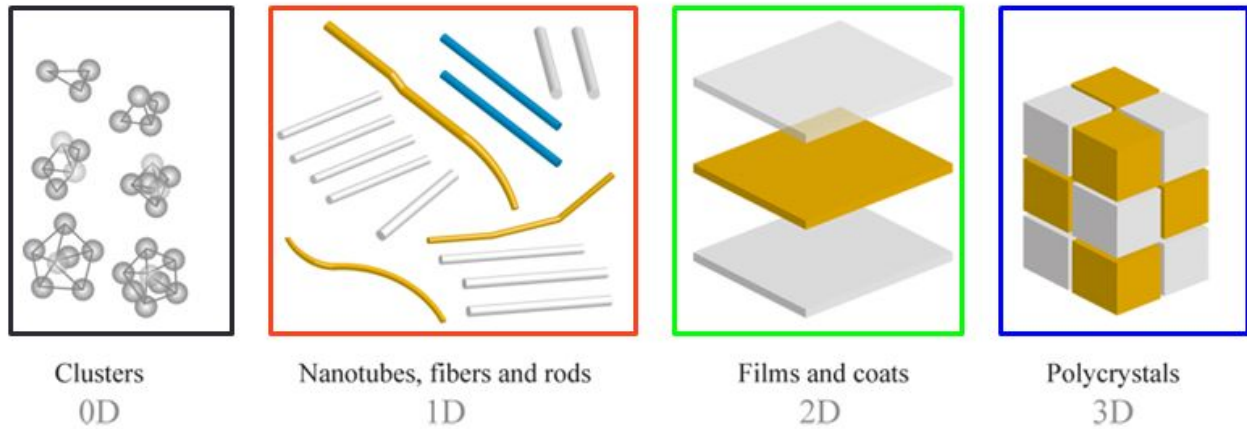 Clusters
0D
Nanotubes, fibers and rods
1D
Films and coats
2D
Polycrystals
3D